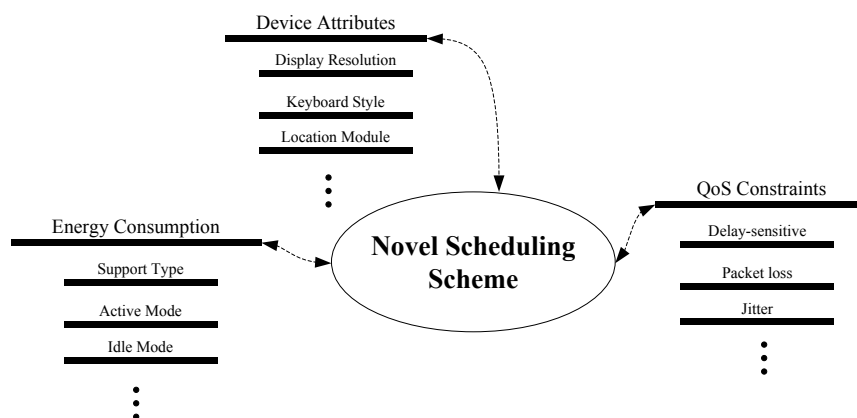 Device Attributes
Display Resolution
Keyboard Style
Location Module
Energy Consumption
Support Type
Active Mode
Idle Mode
Novel Scheduling
Scheme
QoS Constraints
Delay-sensitive
Packet loss
Jitter